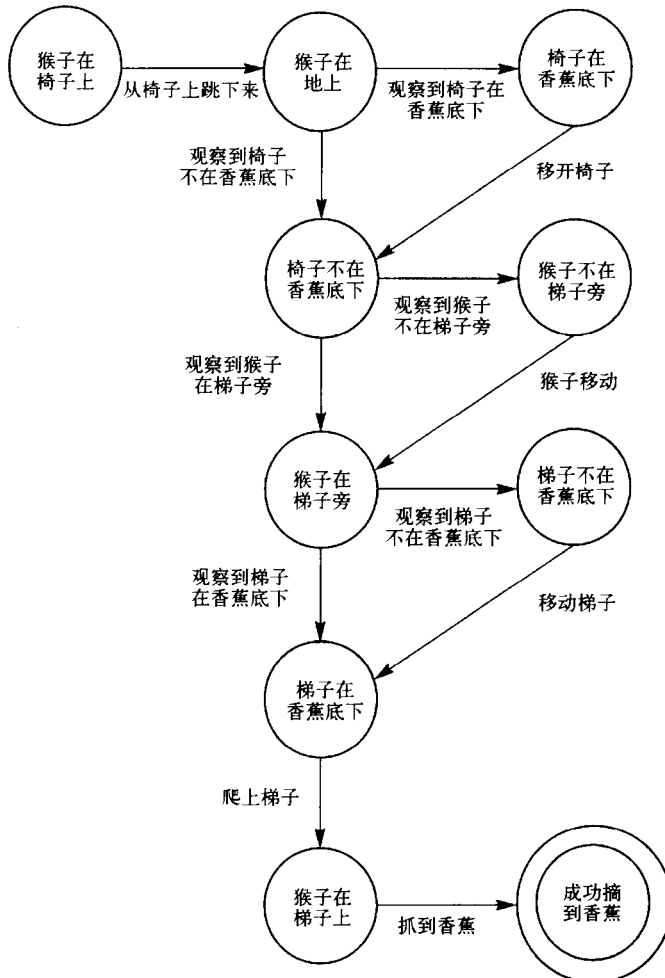 猴子在
椅子上
从椅子上跳下来
猴子在
地上
观察到椅子在
香蕉底下
椅子在
香蕉底下
观察到椅子
不在香蕉底下
移开椅子
椅子不在
香蕉底下
观察到猴子
不在梯子旁
猴子不在
梯子旁
观察到猴子
在梯子旁
猴子移动
猴子在
梯子旁
观察到梯子
不在香蕉底下
梯子不在
香蕉底下
观察到梯子
在香蕉底下
移动梯子
梯子在
香蕉底下
爬上梯子
猴子在
梯子上
抓到香蕉
成功摘
到香蕉